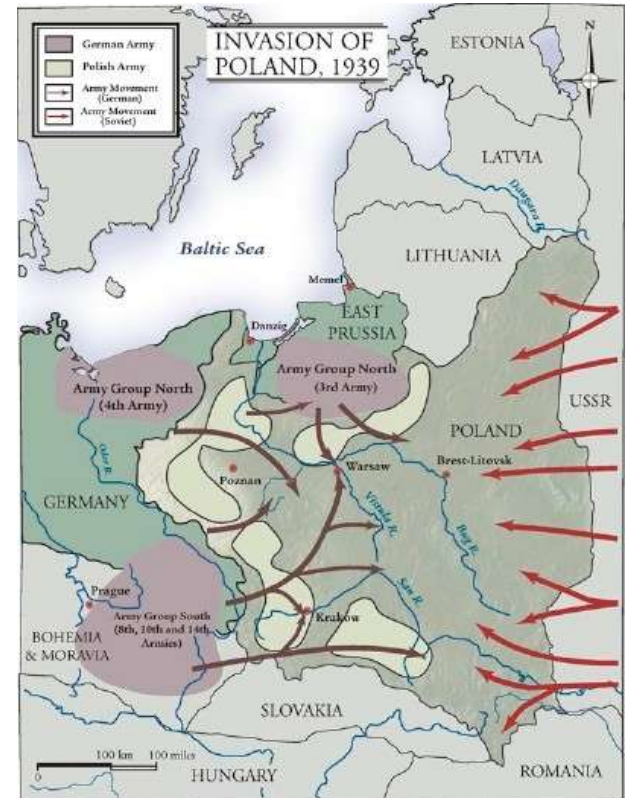 INVASION OF
POLAND, 1939
German Army
Polish Army
Army Movement
(German)
Army Movement
(Soviet)
N
ESTONIA
LATVIA
Daugava R.
LITHUANIA
Baltic Sea
Memel
EAST
PRUSSIA
Danzig
Army Group North
(4th Army)
Army Group North
(3rd Army)
USSR
POLAND
Oder R.
Poznan
Warsaw
Brest-Litovsk
GERMANY
Vistula R.
Bug R.
Prague
San R.
Army Group South
(8th, 10th and 14th
Armies)
Krakow
BOHEMIA
& MORAVIA
SLOVAKIA
100 km
100 miles
0
HUNGARY
ROMANIA